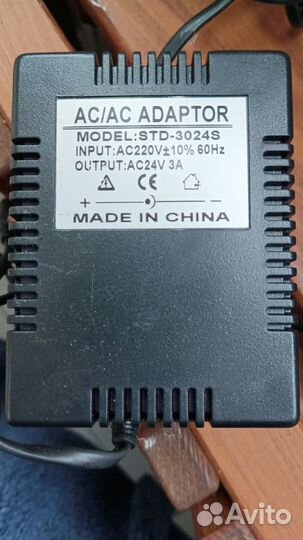 AC/AC ADAPTOR
MODEL:STD-3024S
INPUT:AC220V±10% 60Hz
OUTPUT:AC24V 3A
CE
+ -
MADE IN CHINA
Avito